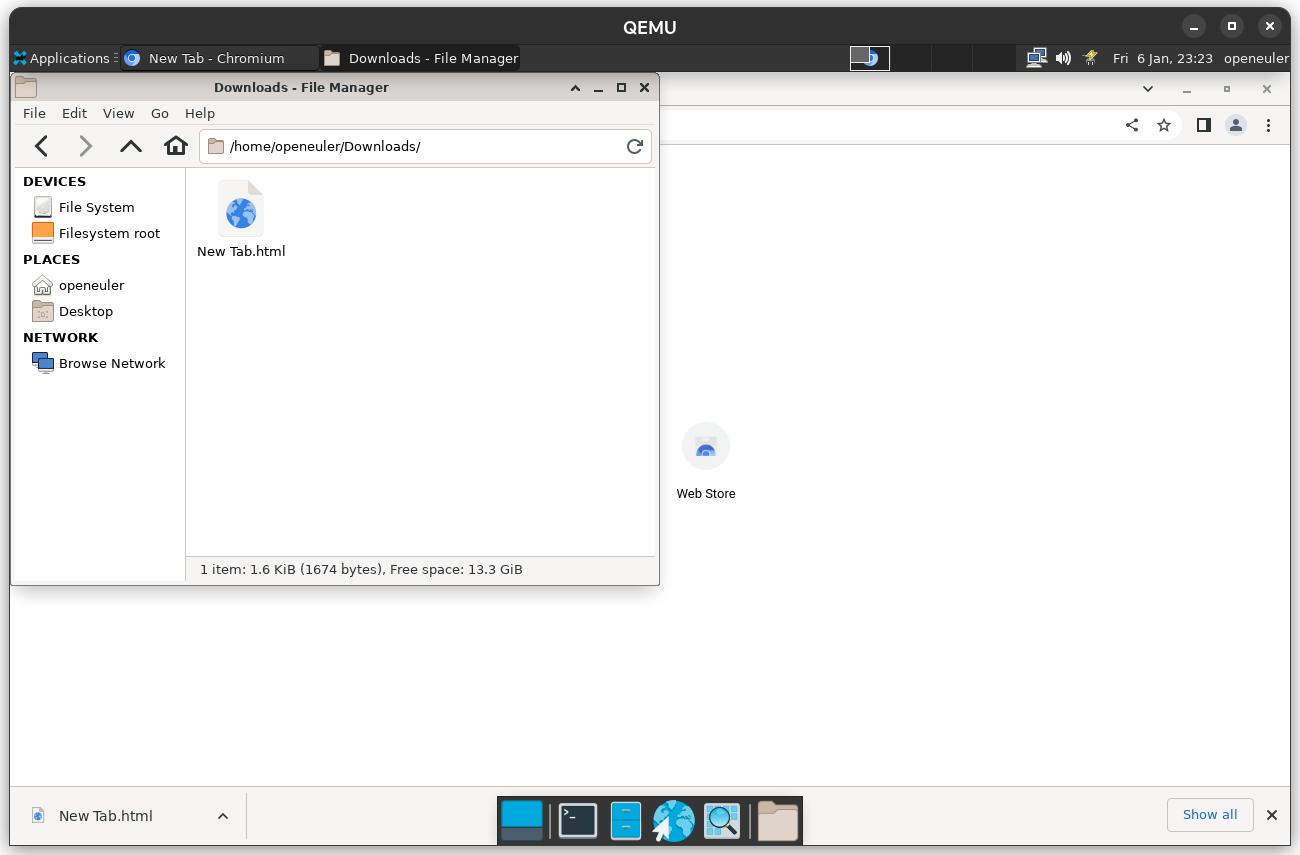 QEMU
Applications
New Tab - Chromium
Downloads - File Manager
Fri 6 Jan, 23:23
openeuler
Downloads - File Manager
File Edit View Go Help
/home/openeuler/Downloads/
DEVICES
File System
Filesystem root
PLACES
openeuler
Desktop
NETWORK
Browse Network
New Tab.html
1 item: 1.6 KiB (1674 bytes), Free space: 13.3 GiB
Web Store
New Tab.html
Show all